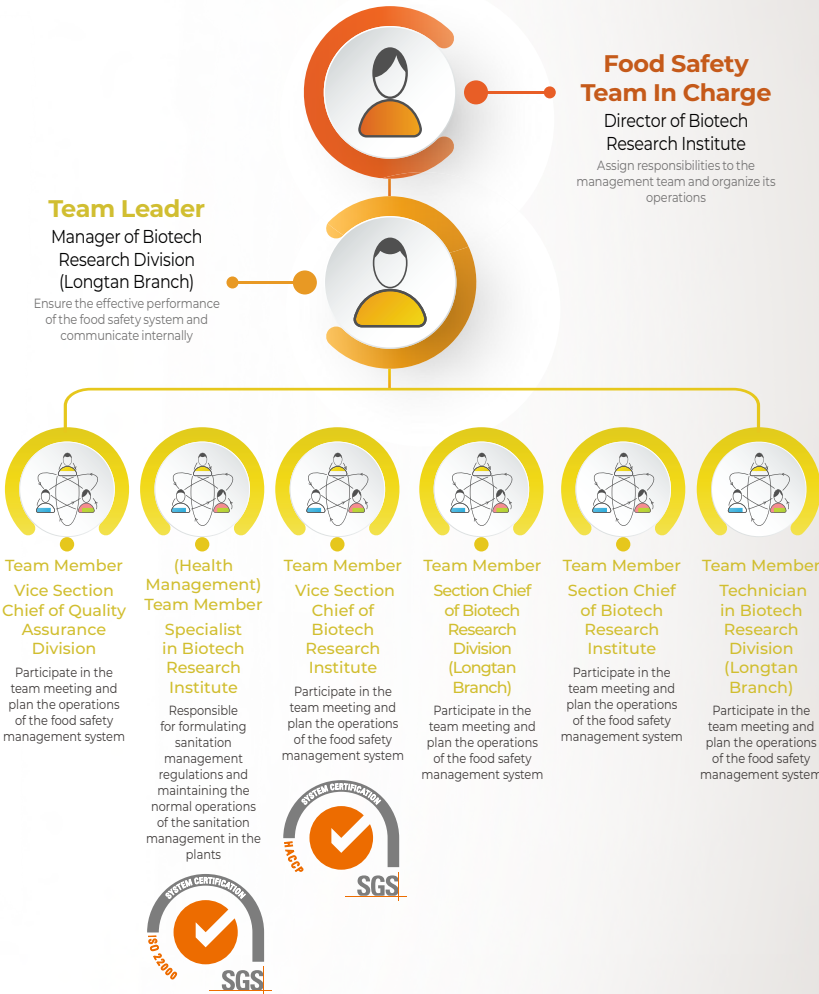 Food Safety
Team In Charge
Director of Biotech
Research Institute
Assign responsibilities to the
management team and organize its
operations
Team Leader
Manager of Biotech
Research Division
(Longtan Branch)
Ensure the effective performance
of the food safety system and
communicate internally
Team Member
Vice Section
Chief of Quality
Assurance
Division
Participate in the
team meeting and
plan the operations
of the food safety
management system
(Health
Management)
Team Member
Specialist
in Biotech
Research
Institute
Responsible
for formulating
sanitation
management
regulations and
maintaining the
normal operations
of the sanitation
management in the
plants
SYSTEM CERTIFICATION
ISO 22000
SGS
Team Member
Vice Section
Chief of
Biotech
Research
Institute
Participate in the
team meeting and
plan the operations
of the food safety
management system
SYSTEM CERTIFICATION
HACCP
SGS
Team Member
Section Chief
of Biotech
Research
Division
(Longtan
Branch)
Participate in the
team meeting and
plan the operations
of the food safety
management system
Team Member
Section Chief
of Biotech
Research
Institute
Participate in the
team meeting and
plan the operations
of the food safety
management system
Team Member
Technician
in Biotech
Research
Division
(Longtan
Branch)
Participate in the
team meeting and
plan the operations
of the food safety
management system